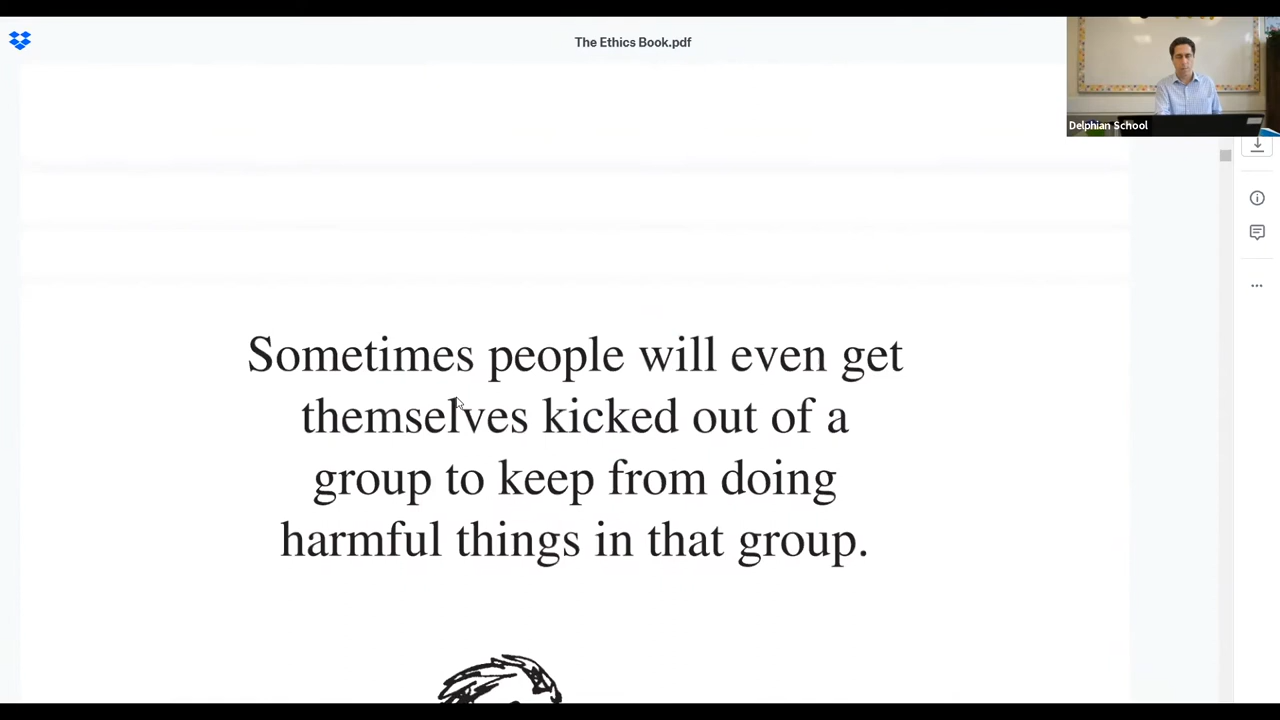 The Ethics Book.pdf
Delphian School
Sometimes people will even get
themselves kicked out of a
group to keep from doing
harmful things in that group.